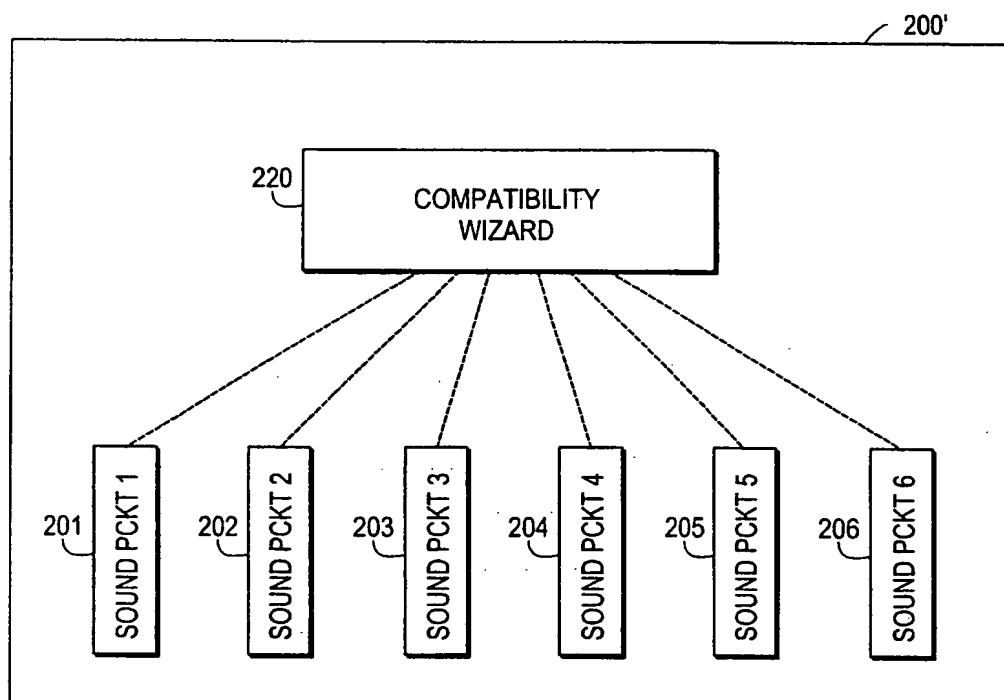 200'
220
COMPATIBILITY
WIZARD
201
SOUND PCKT 1
202
SOUND PCKT 2
203
SOUND PCKT 3
204
SOUND PCKT 4
205
SOUND PCKT 5
206
SOUND PCKT 6